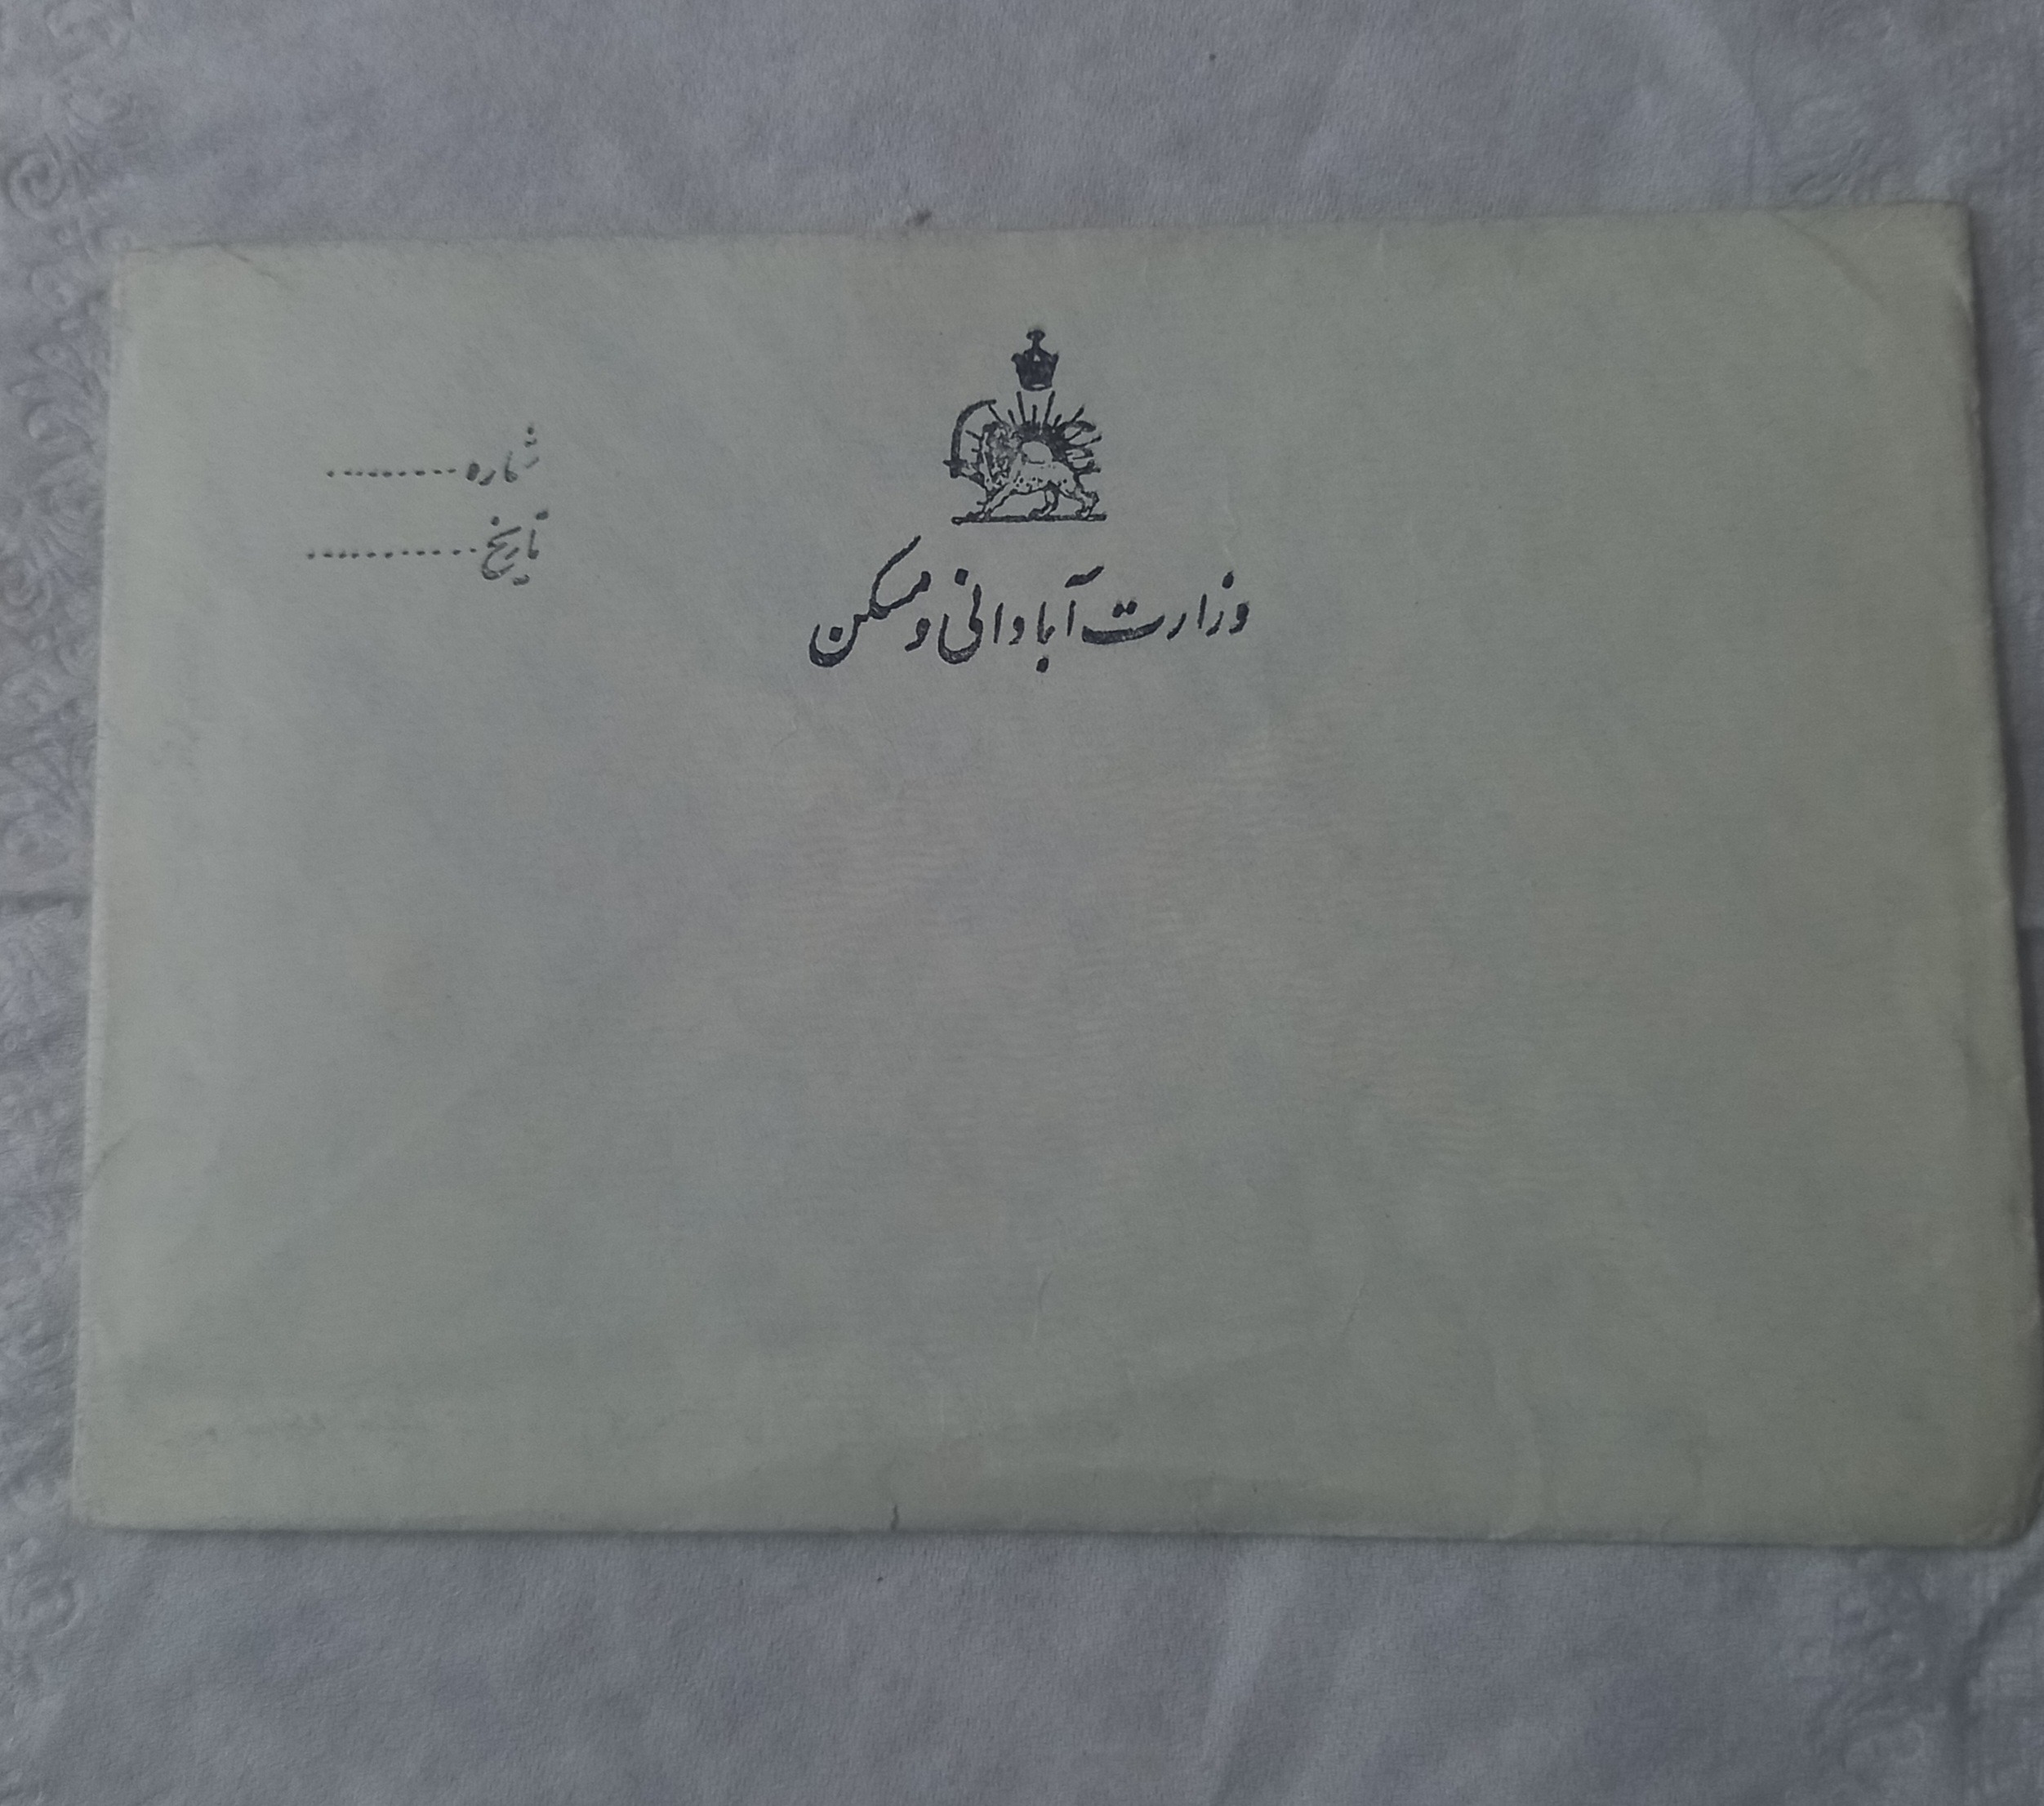 وزارت آبادانی و مسکن
شماره...........
تاریخ............